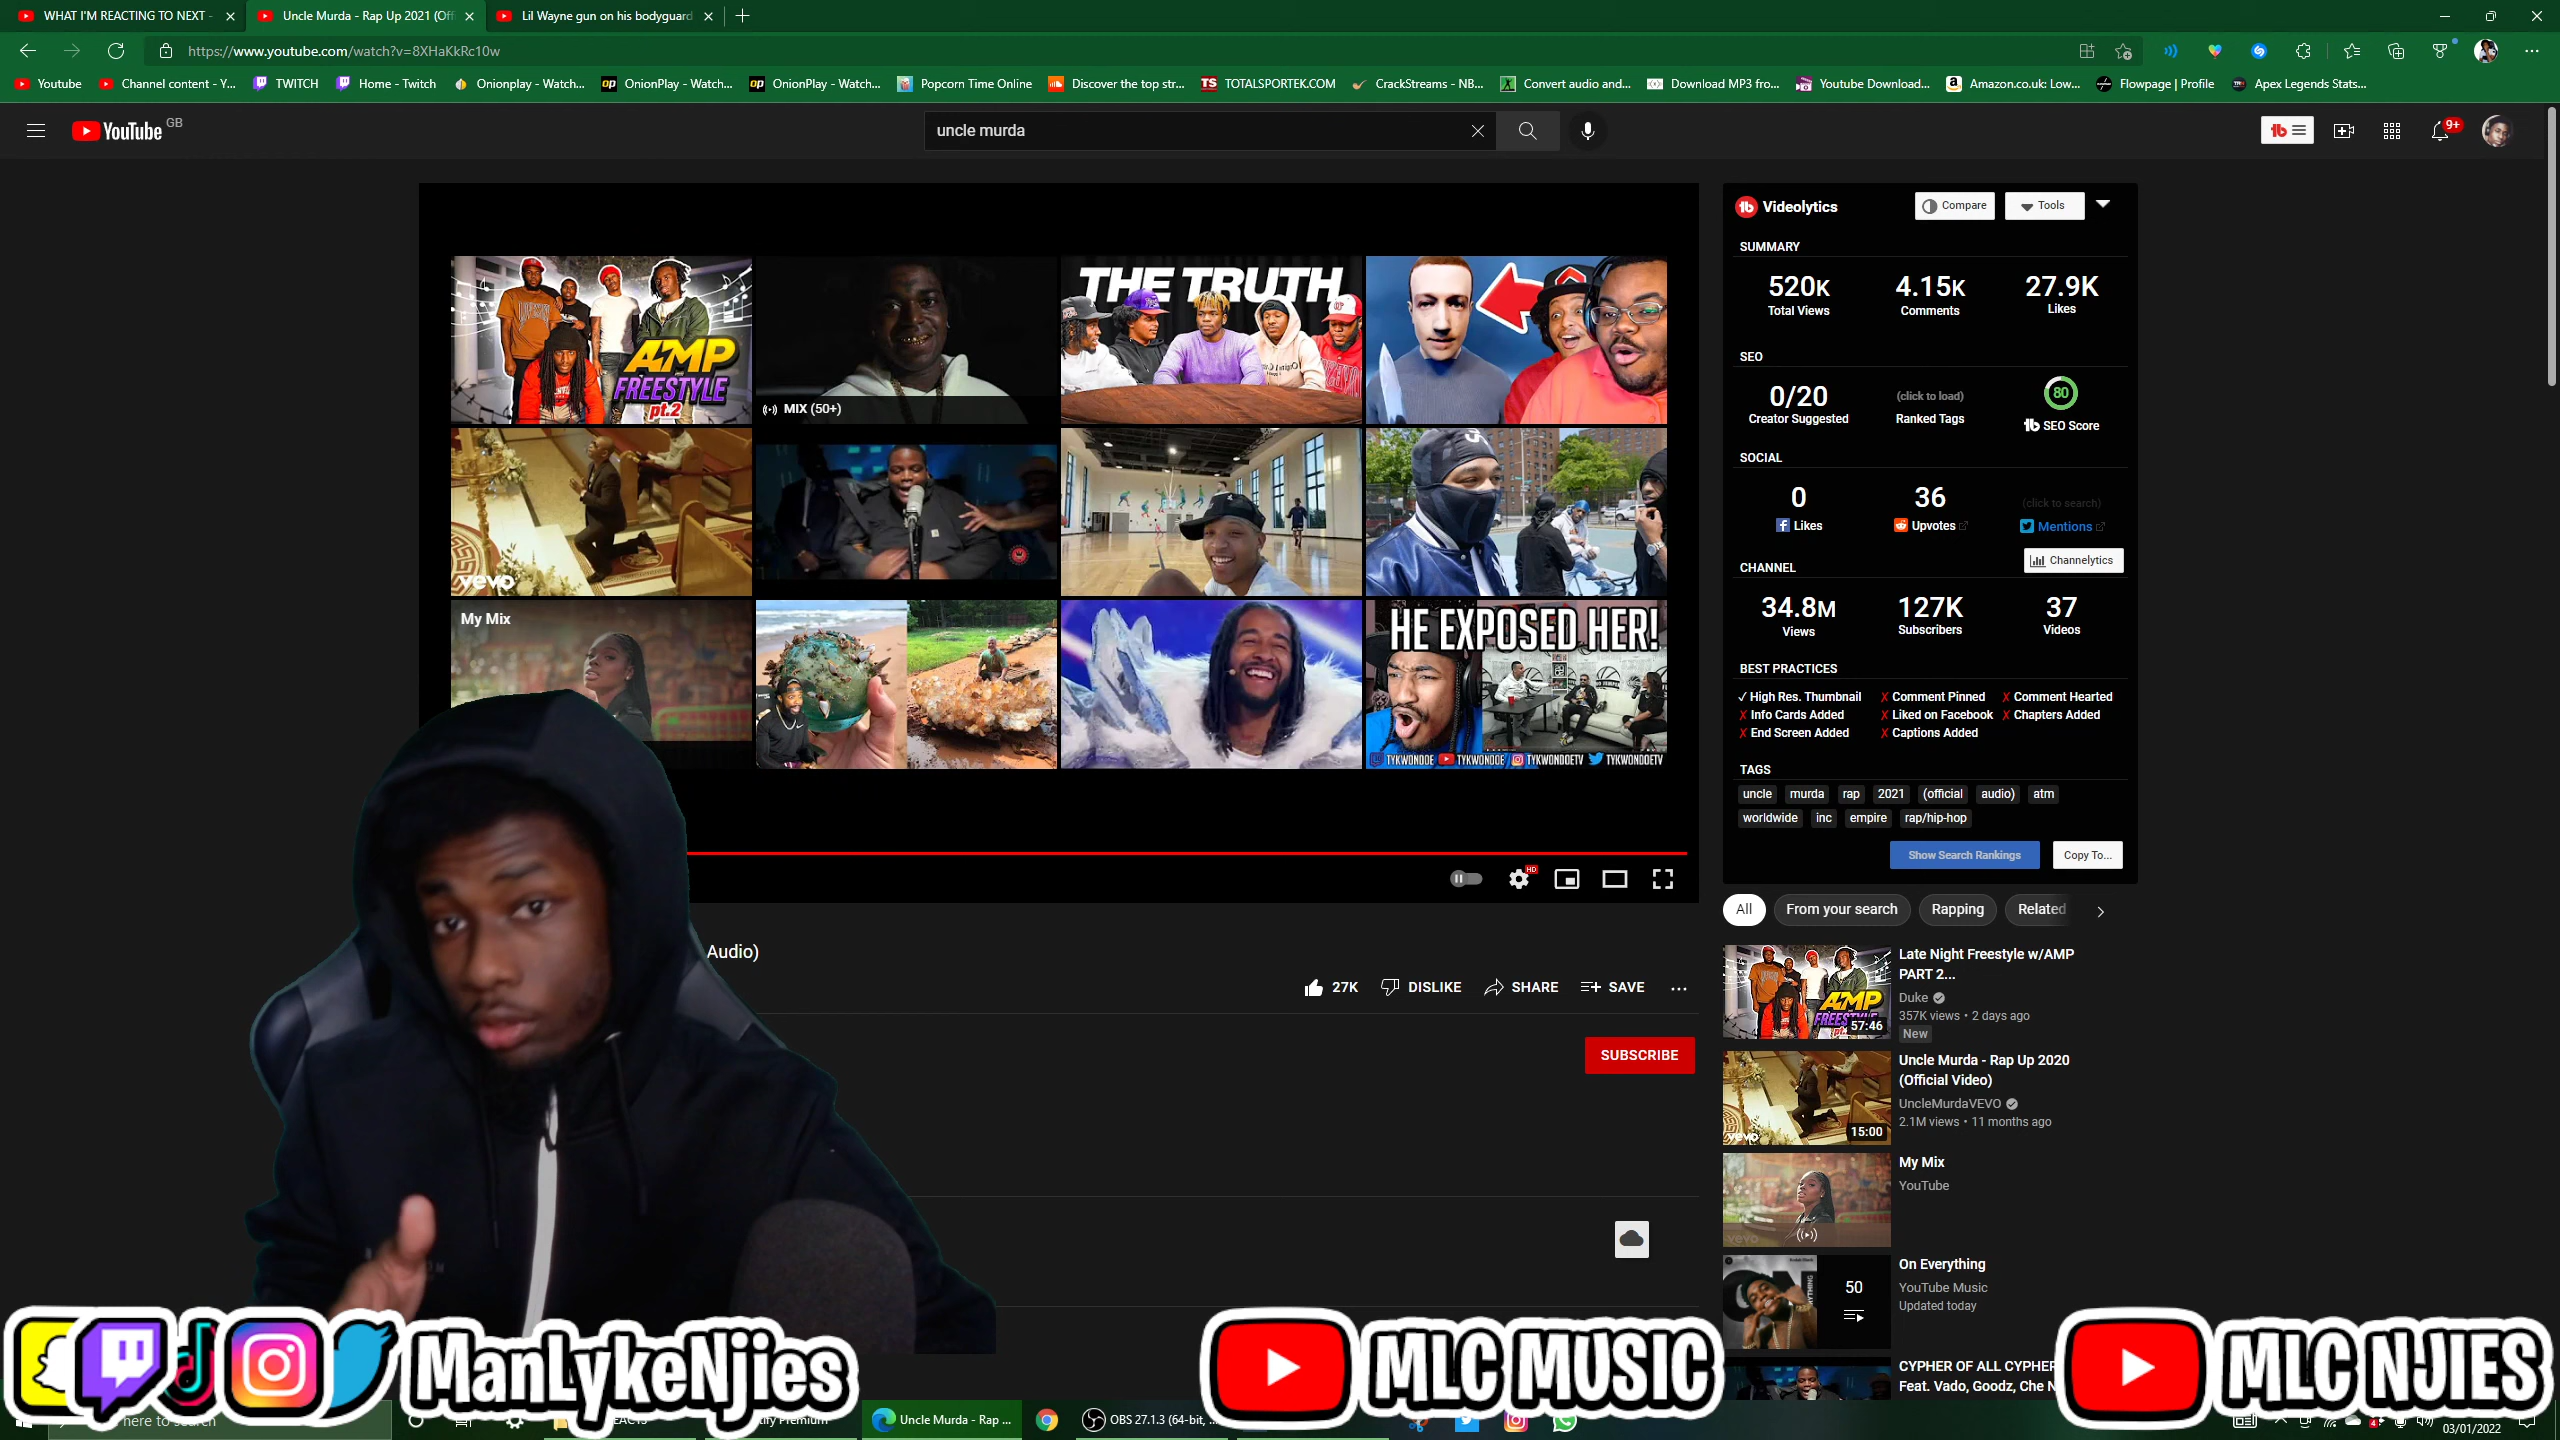 WHAT I'M REACTING TO NEXT -
Uncle Murda - Rap Up 2021 (Off
Lil Wayne gun on his bodyguard
https://www.youtube.com/watch?v=8XHaKkRc10w
Youtube
Channel content - Y...
TWITCH
Home - Twitch
Onionplay - Watch...
OnionPlay - Watch...
OnionPlay - Watch...
Popcorn Time Online
Discover the top str...
TS TOTALSPORTEK.COM
CrackStreams - NB...
Convert audio and...
Download MP3 from...
Youtube Download...
Amazon.co.uk: Low...
Flowpage | Profile
Apex Legends Stats...
YouTube GB
uncle murda
9+
AMP
FREESTYLE
pt.2
MIX (50+)
THE TRUTH
vevo
My Mix
HE EXPOSED HER!
TYKWONDOE TYKWONDOE TYKWONDOETV TYKWONDOETV
HD
Audio)
27K DISLIKE SHARE SAVE ...
SUBSCRIBE
Videolytics Compare Tools
SUMMARY
520K 4.15K 27.9K
Total Views Comments Likes
SEO
0/20 (click to load) 80
Creator Suggested Ranked Tags SEO Score
SOCIAL
0 36 (click to search)
Likes Upvotes Mentions
CHANNEL Channelytics
34.8M 127K 37
Views Subscribers Videos
BEST PRACTICES
✓ High Res. Thumbnail ✗ Comment Pinned ✗ Comment Hearted
✗ Info Cards Added ✗ Liked on Facebook ✗ Chapters Added
✗ End Screen Added ✗ Captions Added
TAGS
uncle murda rap 2021 (official audio) atm
worldwide inc empire rap/hip-hop
Show Search Rankings Copy To...
All From your search Rapping Related
AMP
57:46
Late Night Freestyle w/AMP
PART 2...
Duke
357K views • 2 days ago
New
vevo 15:00
Uncle Murda - Rap Up 2020
(Official Video)
UncleMurdaVEVO
2.1M views • 11 months ago
My Mix
YouTube
vevo
50
On Everything
YouTube Music
Updated today
CYPHER OF ALL CYPHER
Feat. Vado, Goodz, Che N
ManLykeNjies
MLC MUSIC
MLC NJIES
here to search
Uncle Murda - Rap ...
OBS 27.1.3 (64-bit, ...
03/01/2022